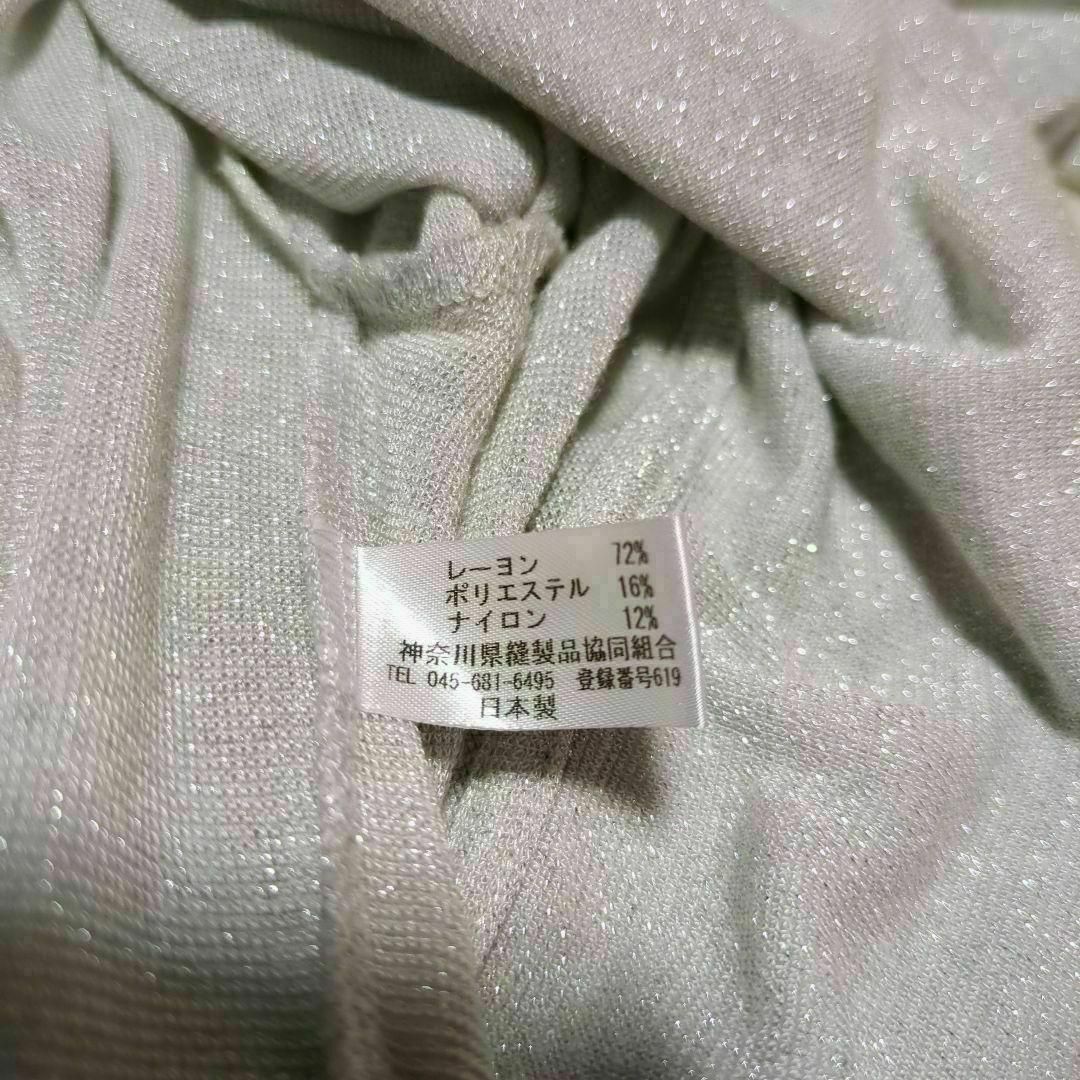 レーヨン 72%
ポリエステル 16%
ナイロン 12%
神奈川県縫製品協同組合
TEL 045-681-6495 登録番号619
日本製